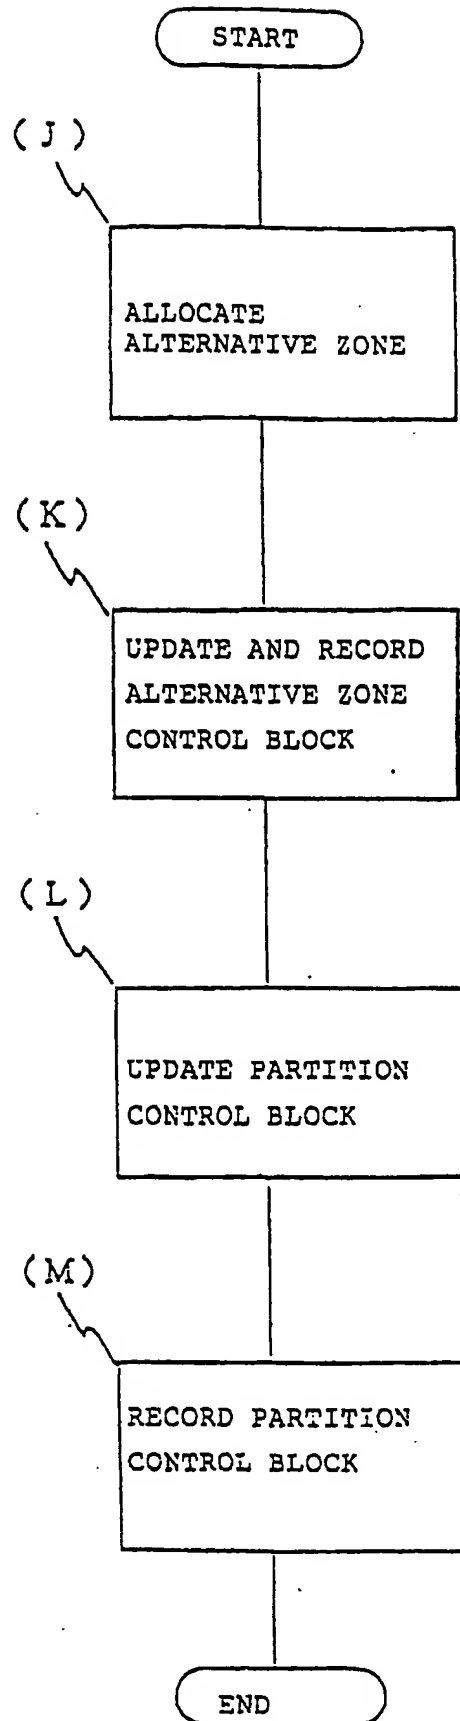 START
(J)
ALLOCATE
ALTERNATIVE ZONE
(K)
UPDATE AND RECORD
ALTERNATIVE ZONE
CONTROL BLOCK
(L)
UPDATE PARTITION
CONTROL BLOCK
(M)
RECORD PARTITION
CONTROL BLOCK
END